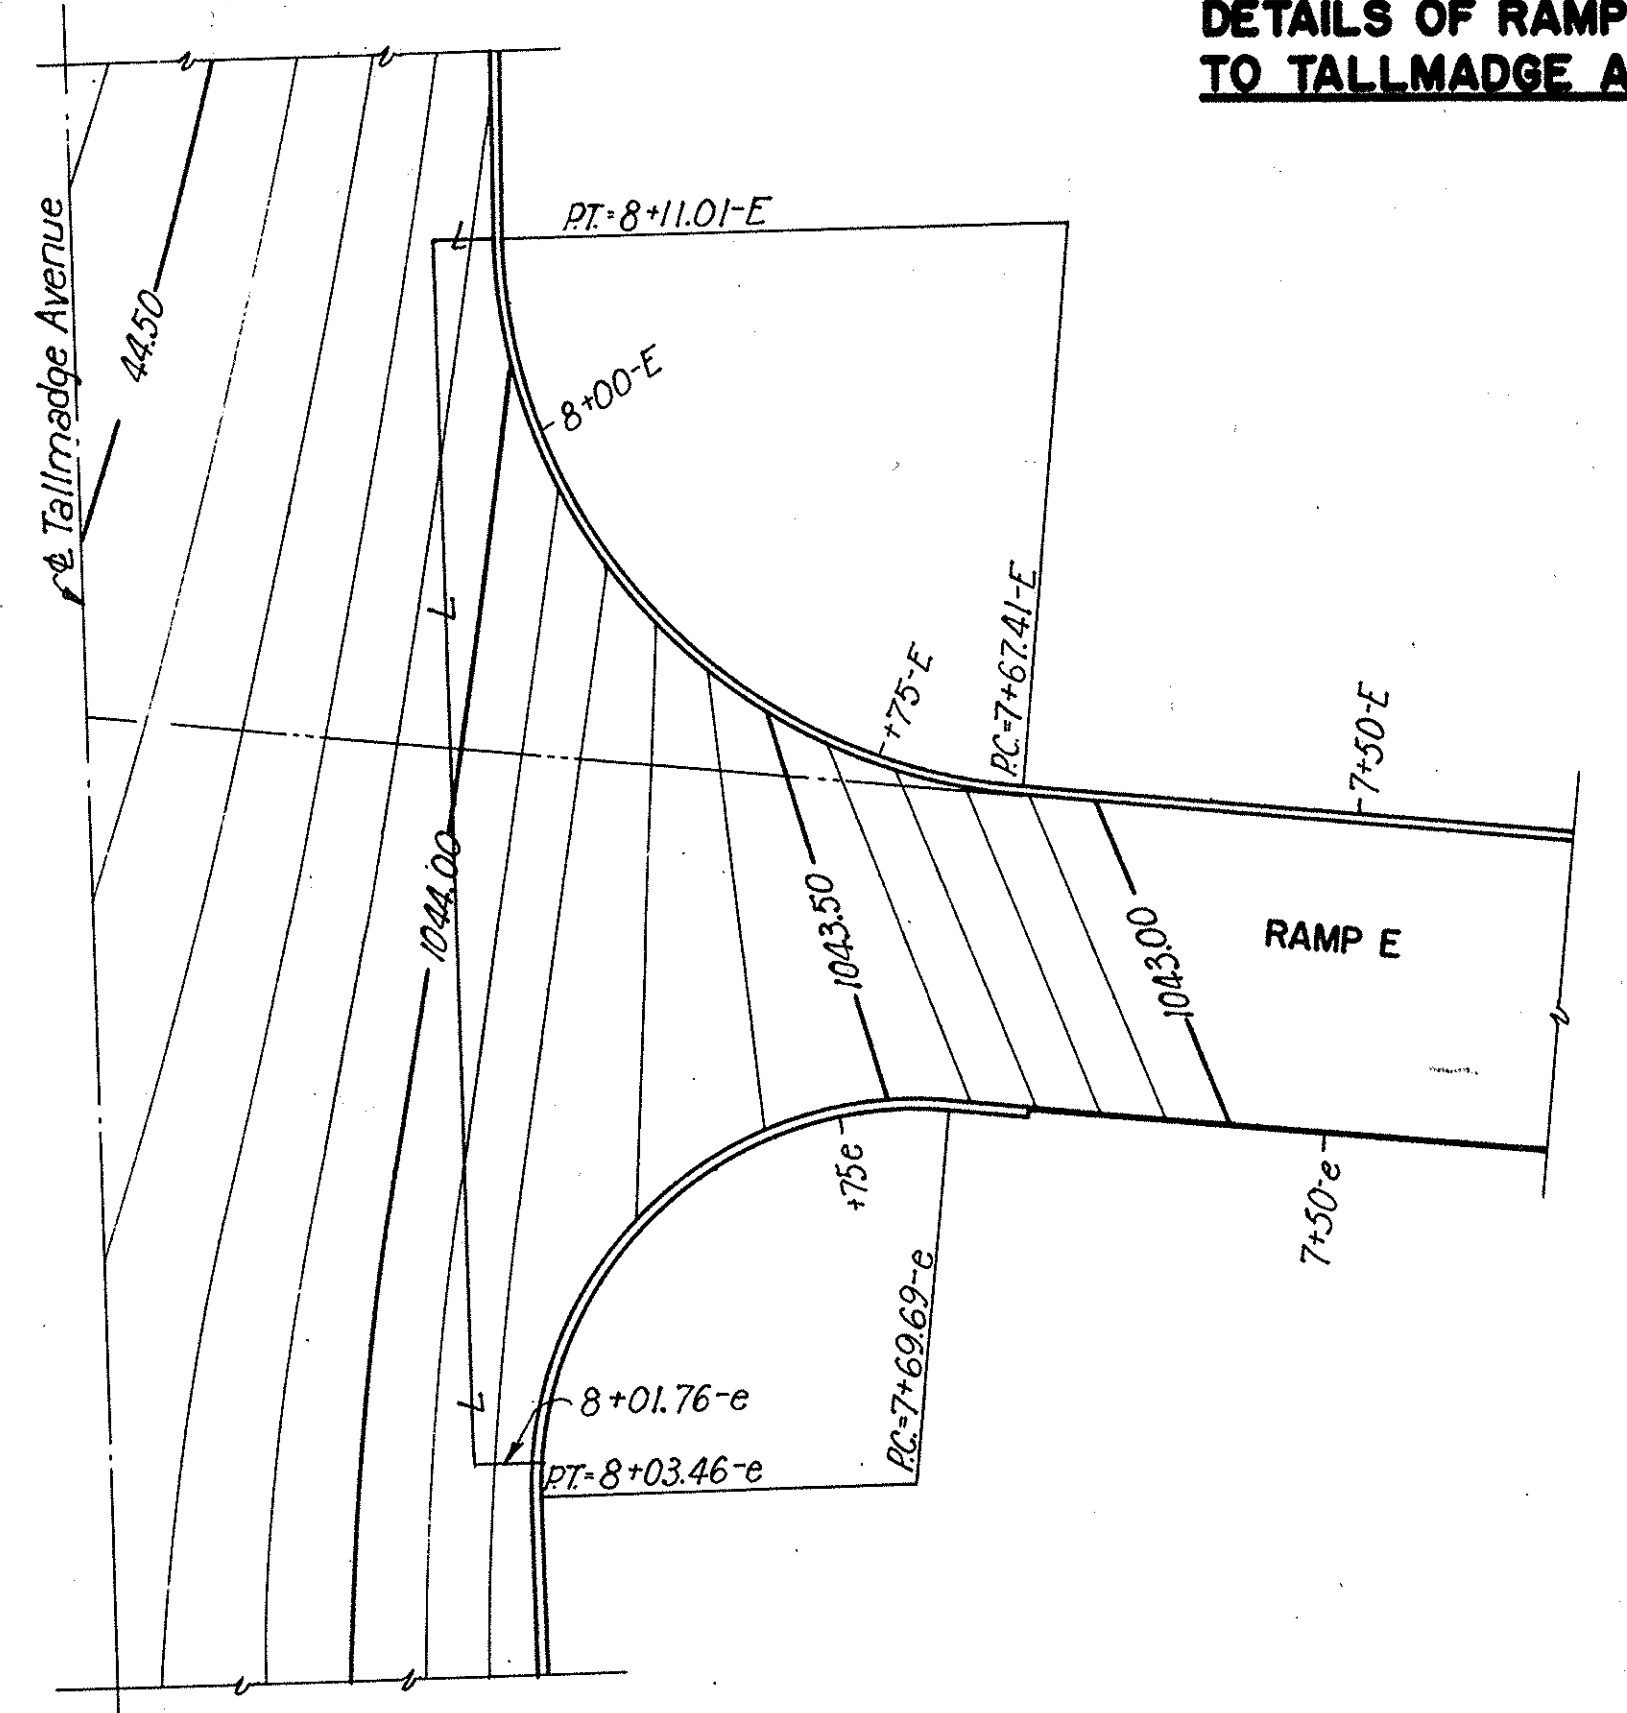 DETAILS OF RAMP
TO TALLMADGE A
P.T.=8+11.01-E
℄ Tallmadge Avenue
44.50
8+00-E
P.C.=7+67.41-E
+75-E
7+50-E
1044.00
1043.50
1043.00
RAMP E
+75e
7+50-e
P.C.=7+69.69-e
8+01.76-e
P.T.=8+03.46-e